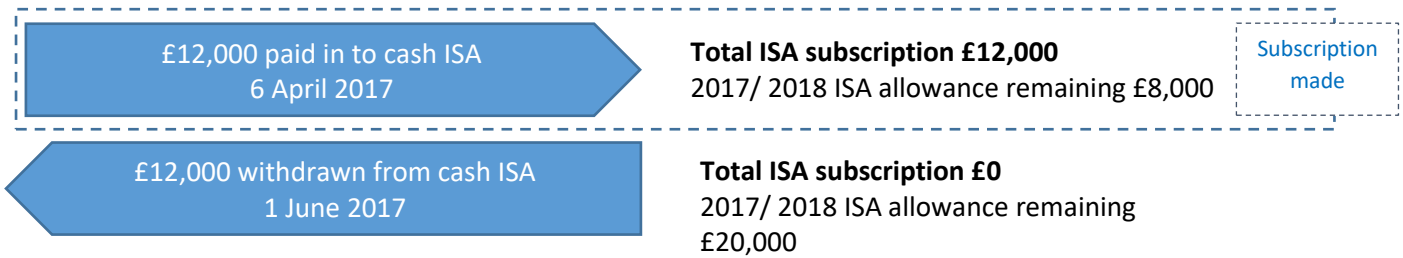 £12,000 paid in to cash ISA
6 April 2017
Total ISA subscription £12,000
2017/ 2018 ISA allowance remaining £8,000
Subscription
made
£12,000 withdrawn from cash ISA
1 June 2017
Total ISA subscription £0
2017/ 2018 ISA allowance remaining
£20,000